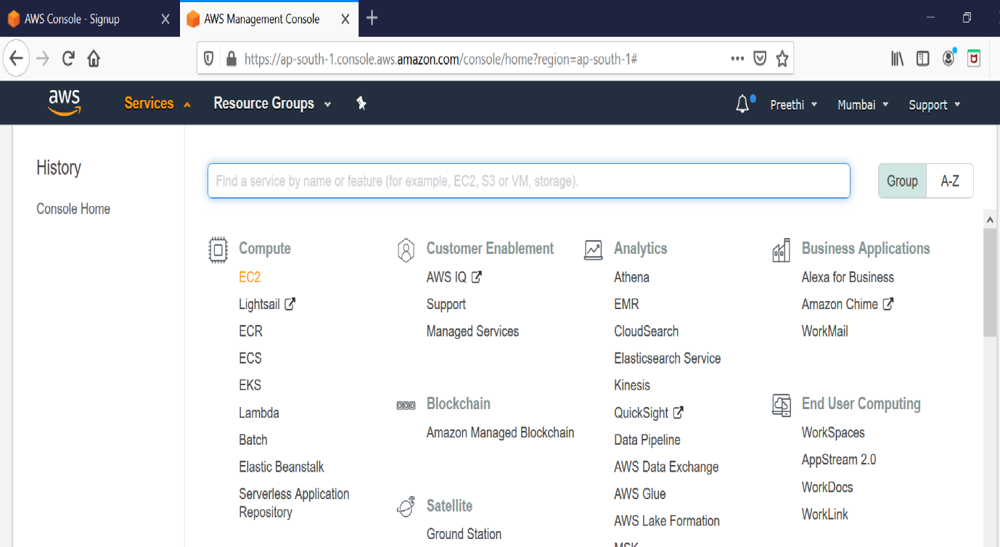 AWS Console - Signup
AWS Management Console
https://ap-south-1.console.aws.amazon.com/console/home?region=ap-south-1#
aws
Services
Resource Groups
Preethi
Mumbai
Support
History
Console Home
Find a service by name or feature (for example, EC2, S3 or VM, storage).
Group
A-Z
Compute
EC2
Lightsail
ECR
ECS
EKS
Lambda
Batch
Elastic Beanstalk
Serverless Application
Repository
Customer Enablement
AWS IQ
Support
Managed Services
Blockchain
Amazon Managed Blockchain
Satellite
Ground Station
Analytics
Athena
EMR
CloudSearch
Elasticsearch Service
Kinesis
QuickSight
Data Pipeline
AWS Data Exchange
AWS Glue
AWS Lake Formation
MSK
Business Applications
Alexa for Business
Amazon Chime
WorkMail
End User Computing
WorkSpaces
AppStream 2.0
WorkDocs
WorkLink